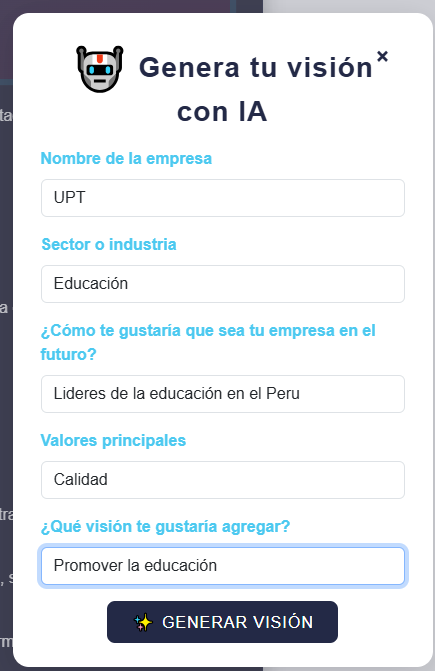 Genera tu visión
×
con IA
Nombre de la empresa
UPT
Sector o industria
Educación
¿Cómo te gustaría que sea tu empresa en el
futuro?
Lideres de la educación en el Peru
Valores principales
Calidad
¿Qué visión te gustaría agregar?
Promover la educación
GENERAR VISIÓN